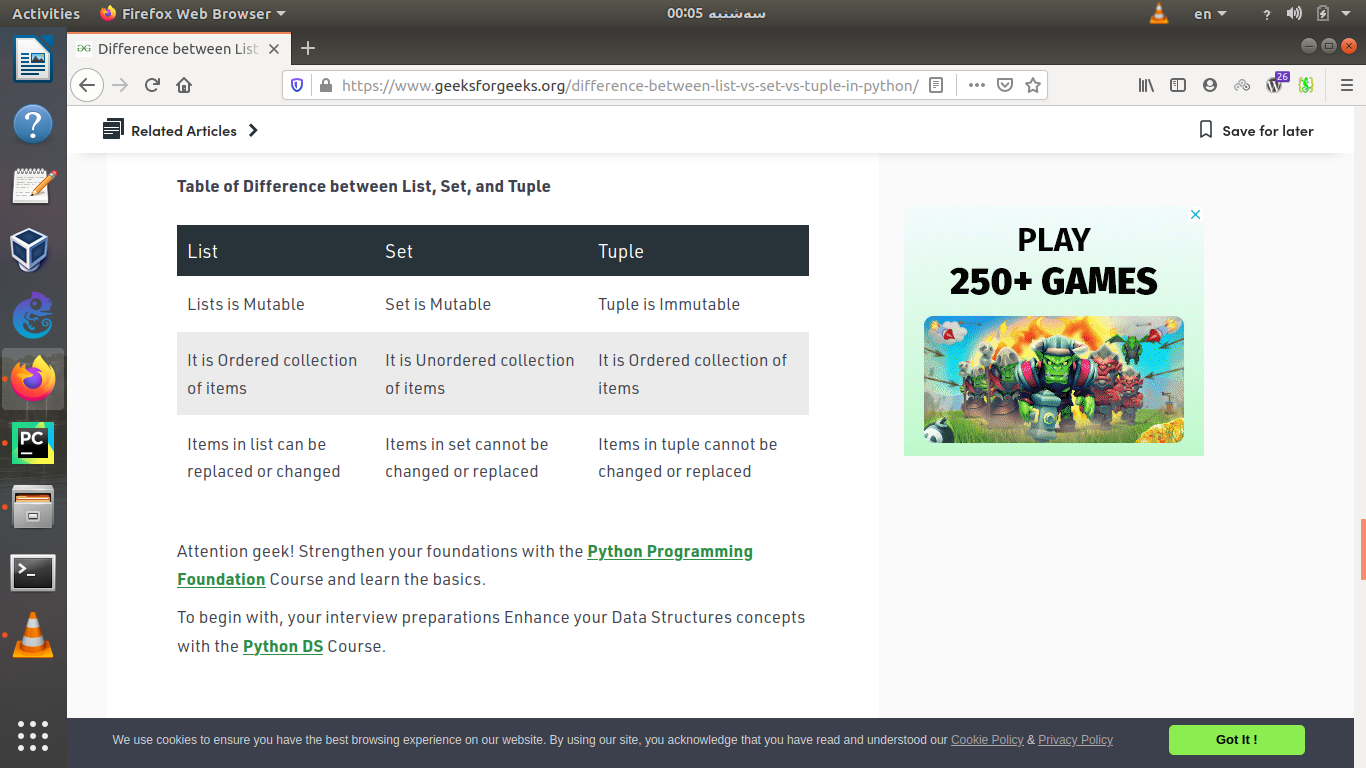 Activities
Firefox Web Browser
سه‌شنبه 00:05
en
?
Difference between List
https://www.geeksforgeeks.org/difference-between-list-vs-set-vs-tuple-in-python/
26
Related Articles
Save for later
Table of Difference between List, Set, and Tuple
List Set Tuple
Lists is Mutable Set is Mutable Tuple is Immutable
It is Ordered collection It is Unordered collection It is Ordered collection of
of items of items items
Items in list can be Items in set cannot be Items in tuple cannot be
replaced or changed changed or replaced changed or replaced
Attention geek! Strengthen your foundations with the Python Programming
Foundation Course and learn the basics.
To begin with, your interview preparations Enhance your Data Structures concepts
with the Python DS Course.
PLAY
250+ GAMES
PC
We use cookies to ensure you have the best browsing experience on our website. By using our site, you acknowledge that you have read and understood our Cookie Policy & Privacy Policy
Got It !